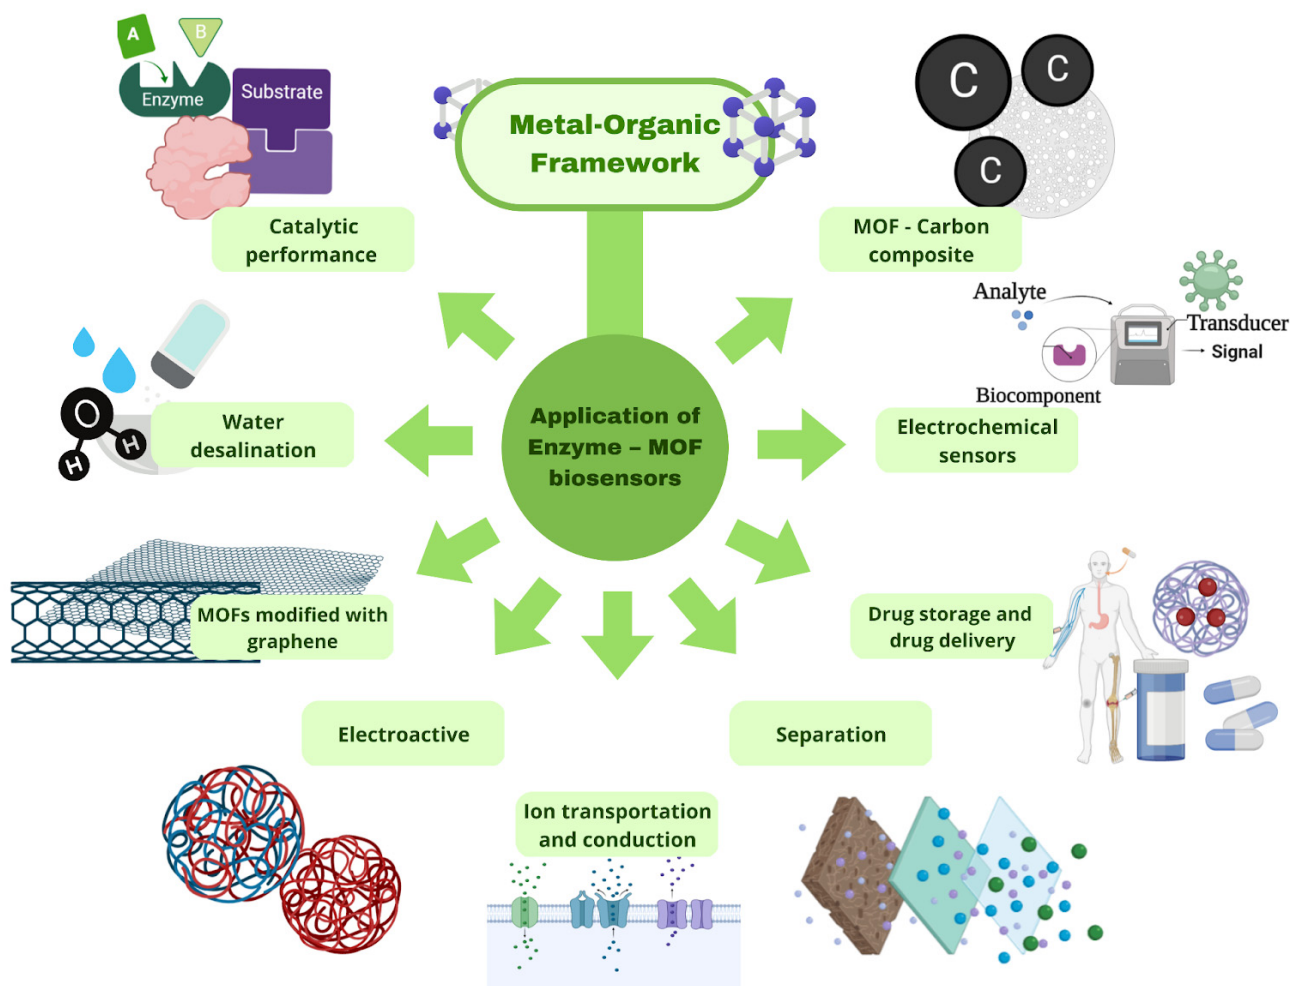 A
B
Enzyme
Substrate
Catalytic
performance
Metal-Organic
Framework
C
C
C
MOF - Carbon
composite
Analyte
Transducer
Signal
Biocomponent
Electrochemical
sensors
O
H
H
Water
desalination
Application of
Enzyme – MOF
biosensors
MOFs modified with
graphene
Drug storage and
drug delivery
Electroactive
Separation
Ion transportation
and conduction